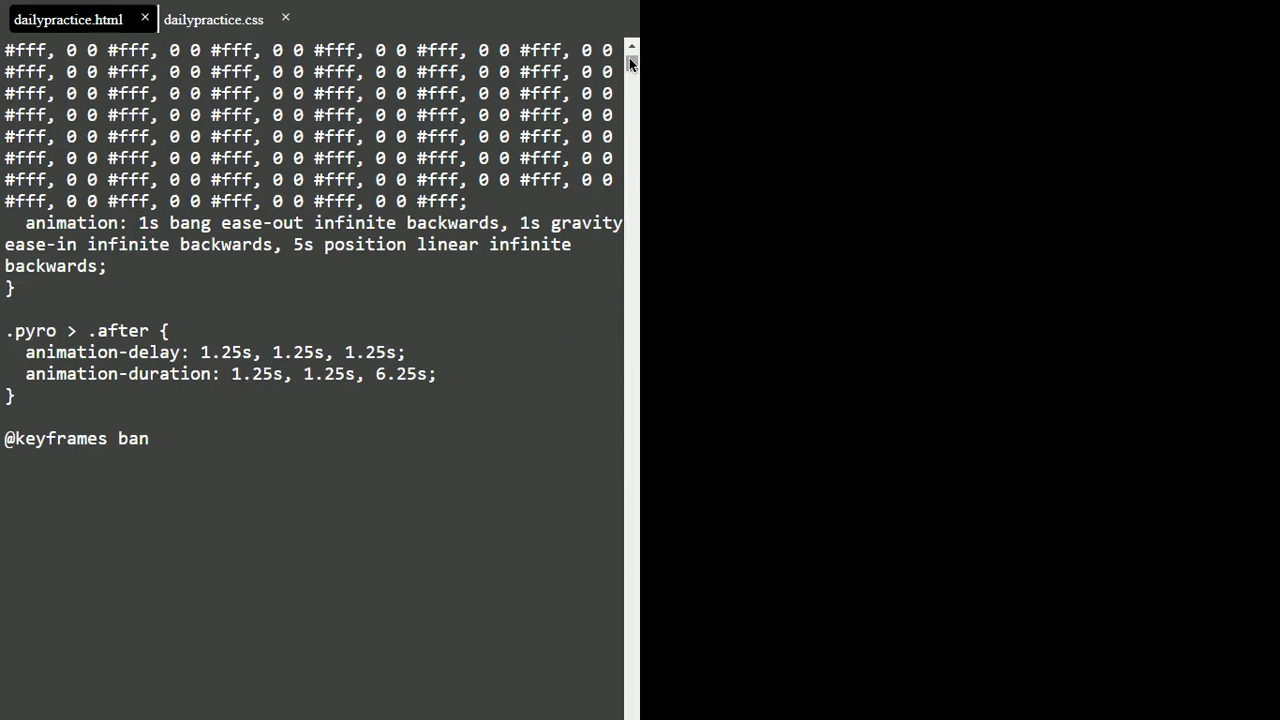 dailypractice.html × dailypractice.css ×
#fff, 0 0 #fff, 0 0 #fff, 0 0 #fff, 0 0 #fff, 0 0 #fff, 0 0
#fff, 0 0 #fff, 0 0 #fff, 0 0 #fff, 0 0 #fff, 0 0 #fff, 0 0
#fff, 0 0 #fff, 0 0 #fff, 0 0 #fff, 0 0 #fff, 0 0 #fff, 0 0
#fff, 0 0 #fff, 0 0 #fff, 0 0 #fff, 0 0 #fff, 0 0 #fff, 0 0
#fff, 0 0 #fff, 0 0 #fff, 0 0 #fff, 0 0 #fff, 0 0 #fff, 0 0
#fff, 0 0 #fff, 0 0 #fff, 0 0 #fff, 0 0 #fff, 0 0 #fff, 0 0
#fff, 0 0 #fff, 0 0 #fff, 0 0 #fff, 0 0 #fff, 0 0 #fff, 0 0
#fff, 0 0 #fff, 0 0 #fff, 0 0 #fff, 0 0 #fff;
  animation: 1s bang ease-out infinite backwards, 1s gravity
ease-in infinite backwards, 5s position linear infinite
backwards;
}
.pyro > .after {
  animation-delay: 1.25s, 1.25s, 1.25s;
  animation-duration: 1.25s, 1.25s, 6.25s;
}
@keyframes ban